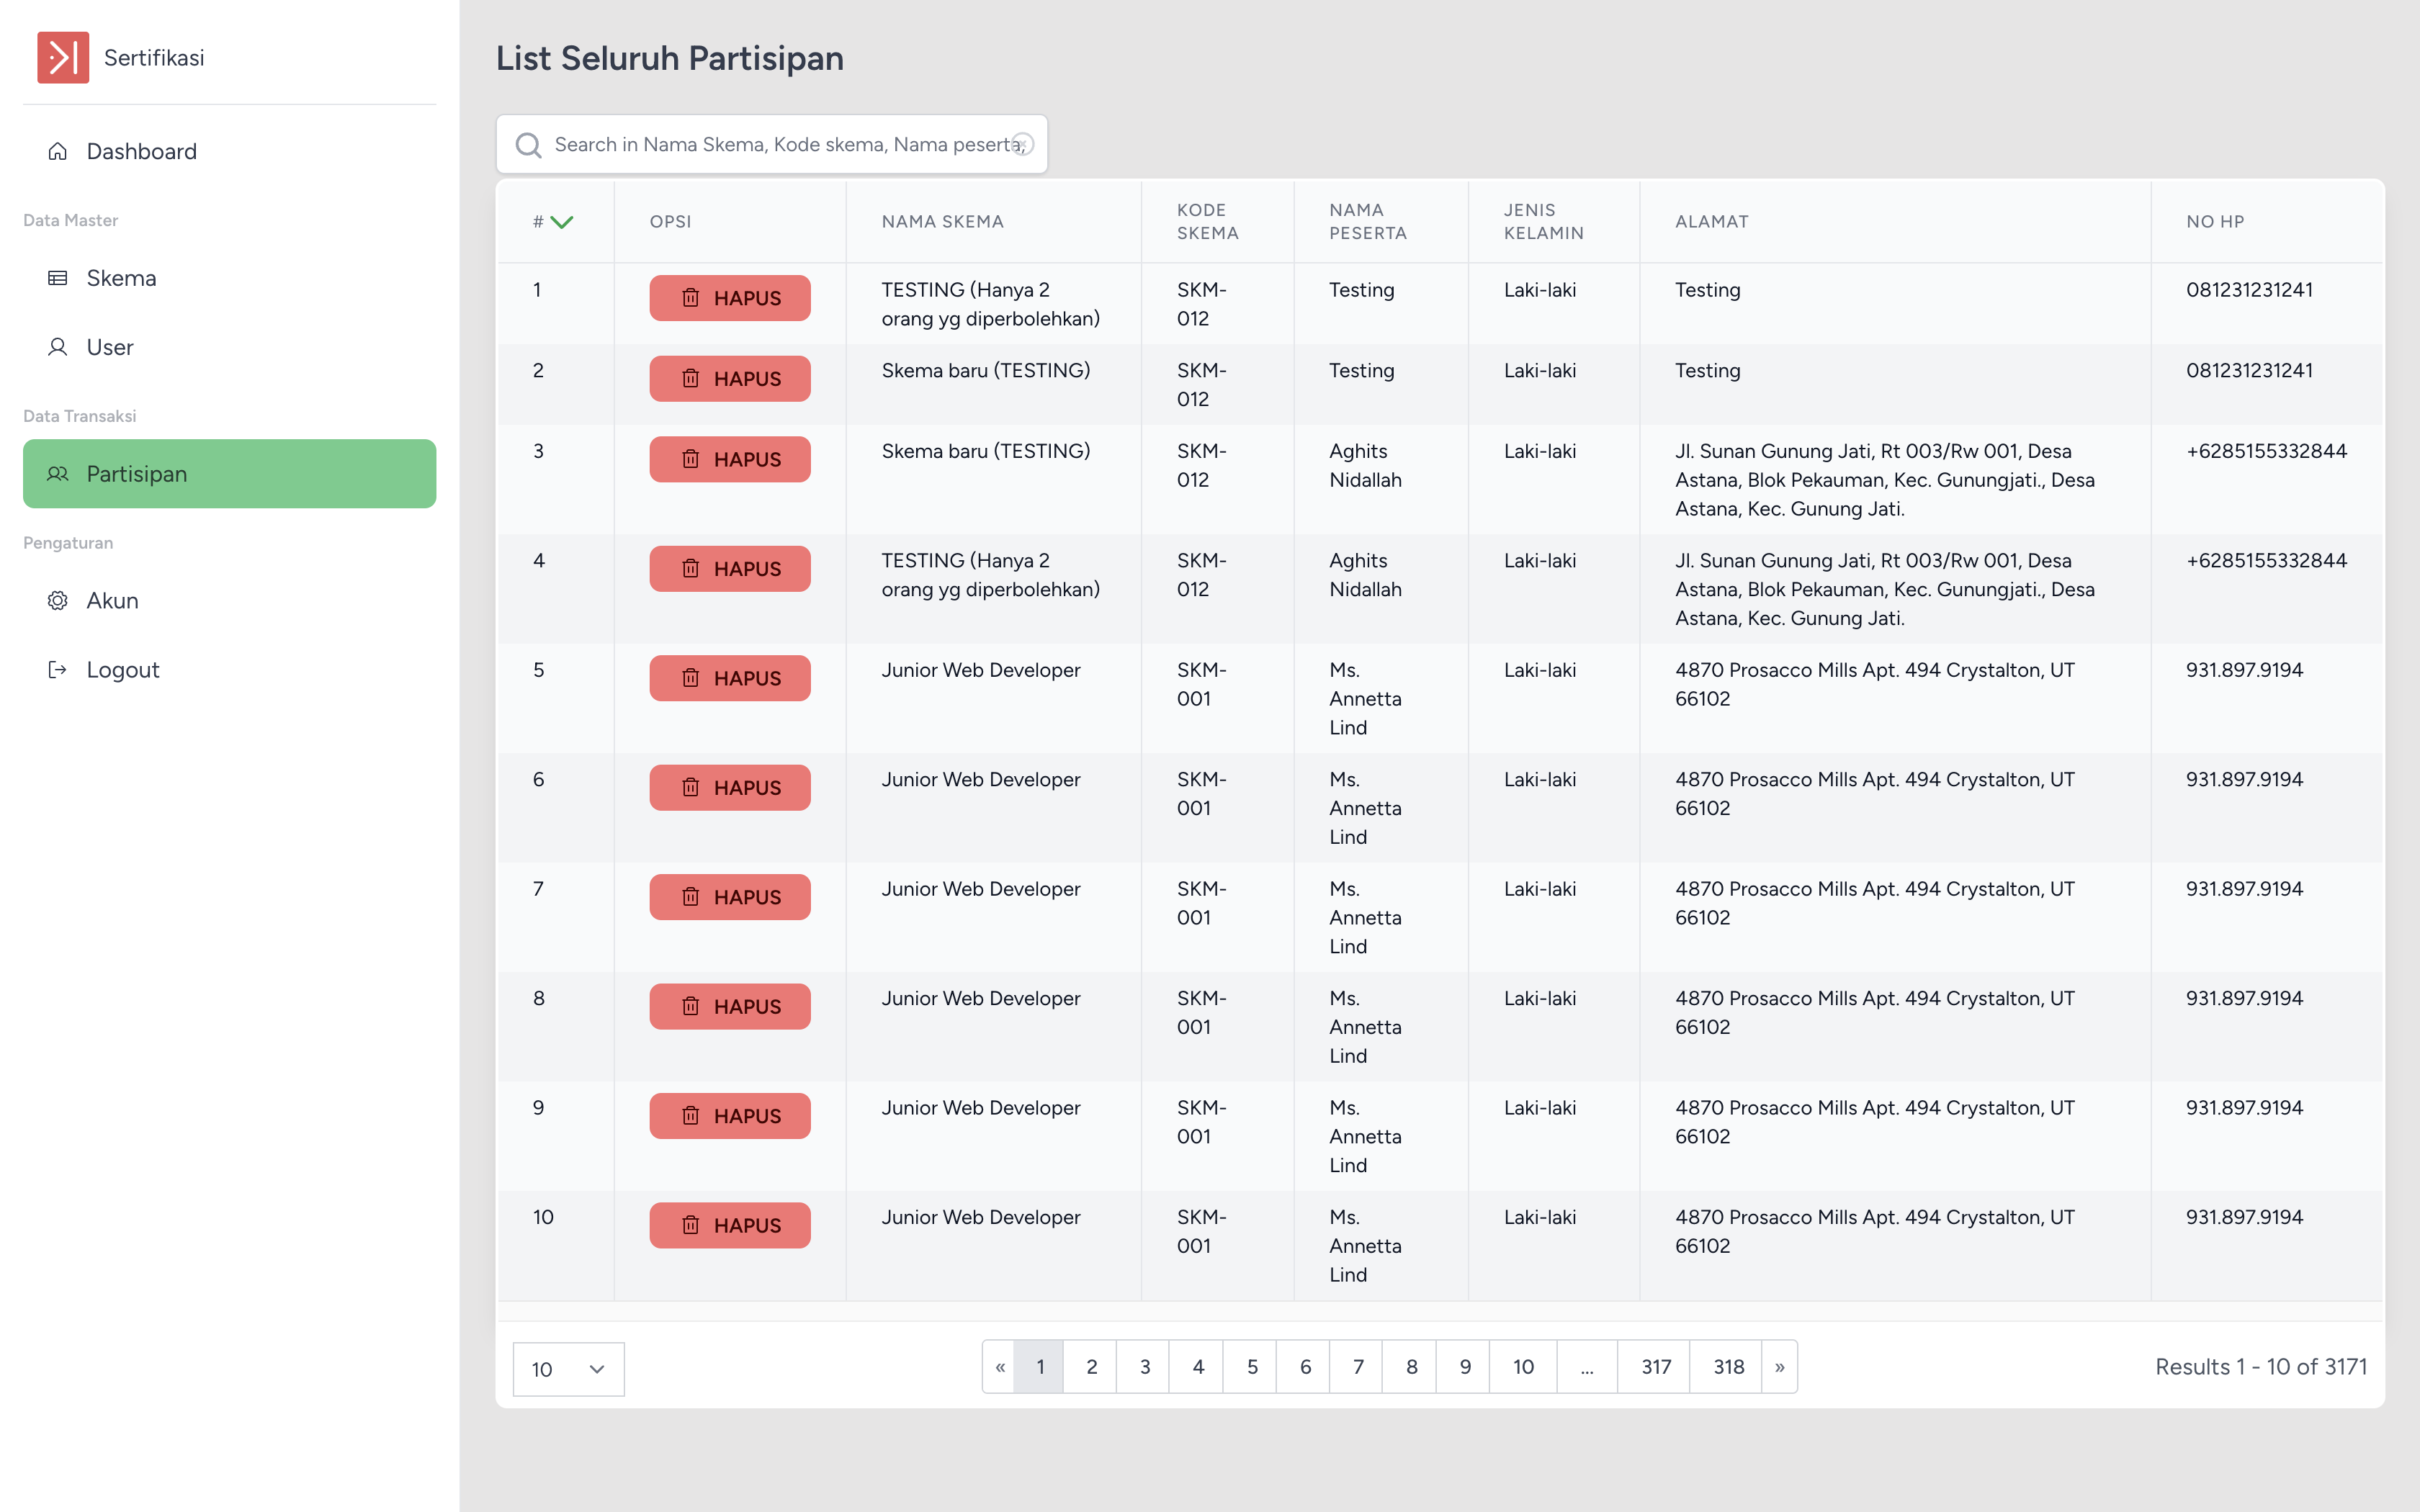 Sertifikasi
Dashboard
Data Master
Skema
User
Data Transaksi
Partisipan
Pengaturan
Akun
Logout
List Seluruh Partisipan
Search in Nama Skema, Kode skema, Nama peserta,
# OPSI NAMA SKEMA KODE SKEMA NAMA PESERTA JENIS KELAMIN ALAMAT NO HP
1 HAPUS TESTING (Hanya 2 orang yg diperbolehkan) SKM-012 Testing Laki-laki Testing 081231231241
2 HAPUS Skema baru (TESTING) SKM-012 Testing Laki-laki Testing 081231231241
3 HAPUS Skema baru (TESTING) SKM-012 Aghits Nidallah Laki-laki Jl. Sunan Gunung Jati, Rt 003/Rw 001, Desa Astana, Blok Pekauman, Kec. Gunungjati., Desa Astana, Kec. Gunung Jati. +6285155332844
4 HAPUS TESTING (Hanya 2 orang yg diperbolehkan) SKM-012 Aghits Nidallah Laki-laki Jl. Sunan Gunung Jati, Rt 003/Rw 001, Desa Astana, Blok Pekauman, Kec. Gunungjati., Desa Astana, Kec. Gunung Jati. +6285155332844
5 HAPUS Junior Web Developer SKM-001 Ms. Annetta Lind Laki-laki 4870 Prosacco Mills Apt. 494 Crystalton, UT 66102 931.897.9194
6 HAPUS Junior Web Developer SKM-001 Ms. Annetta Lind Laki-laki 4870 Prosacco Mills Apt. 494 Crystalton, UT 66102 931.897.9194
7 HAPUS Junior Web Developer SKM-001 Ms. Annetta Lind Laki-laki 4870 Prosacco Mills Apt. 494 Crystalton, UT 66102 931.897.9194
8 HAPUS Junior Web Developer SKM-001 Ms. Annetta Lind Laki-laki 4870 Prosacco Mills Apt. 494 Crystalton, UT 66102 931.897.9194
9 HAPUS Junior Web Developer SKM-001 Ms. Annetta Lind Laki-laki 4870 Prosacco Mills Apt. 494 Crystalton, UT 66102 931.897.9194
10 HAPUS Junior Web Developer SKM-001 Ms. Annetta Lind Laki-laki 4870 Prosacco Mills Apt. 494 Crystalton, UT 66102 931.897.9194
10 « 1 2 3 4 5 6 7 8 9 10 ... 317 318 » Results 1 - 10 of 3171